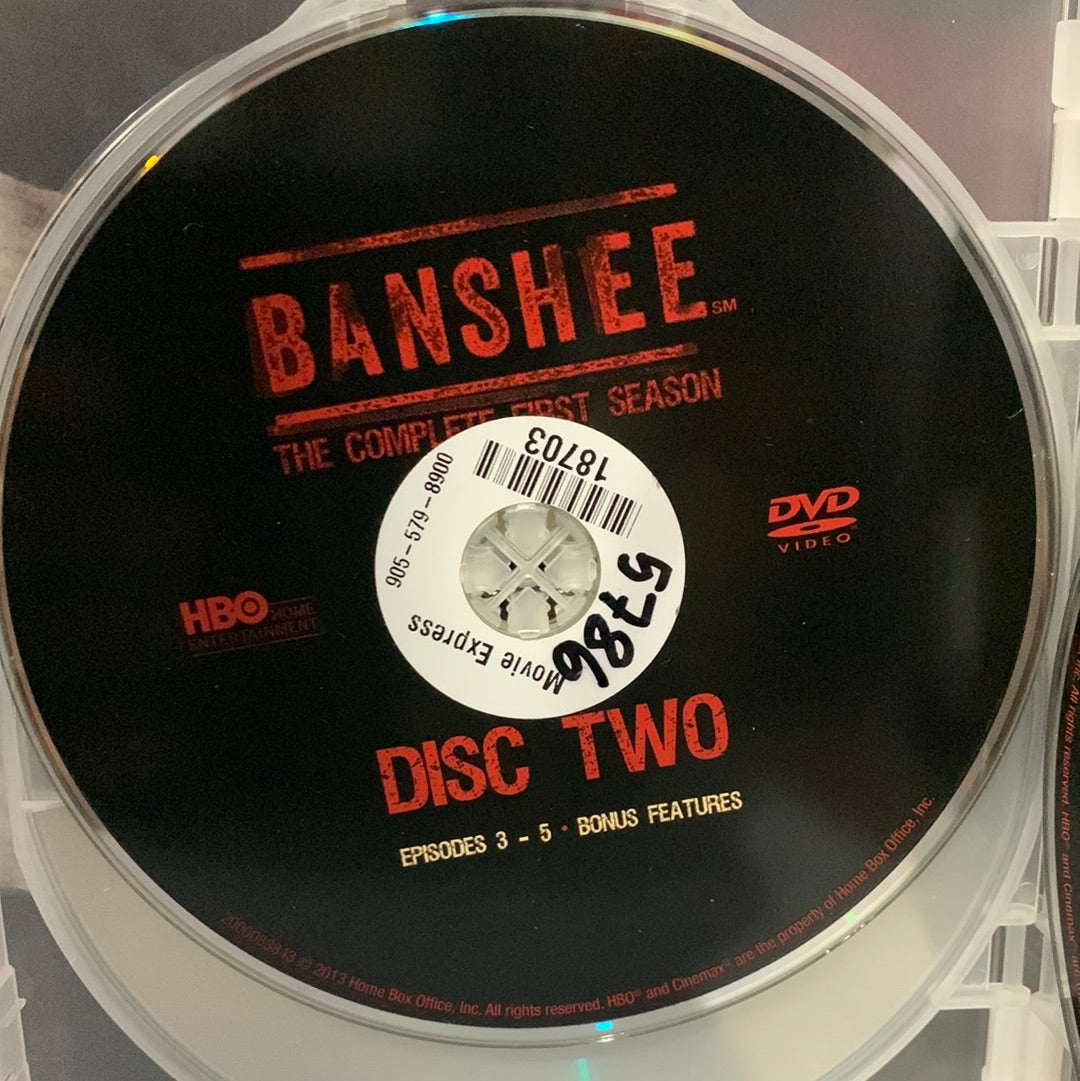 BANSHEE SM
THE COMPLETE FIRST SEASON
18703
905-579-8900
5786
Movie Express
DVD
VIDEO
HBO HOME
ENTERTAINMENT
DISC TWO
EPISODES 3 - 5 • BONUS FEATURES
© 2013 Home Box Office, Inc. All rights reserved. HBO® and Cinemax® are the property of Home Box Office, Inc.
All rights reserved. HBO® and Cinemax®